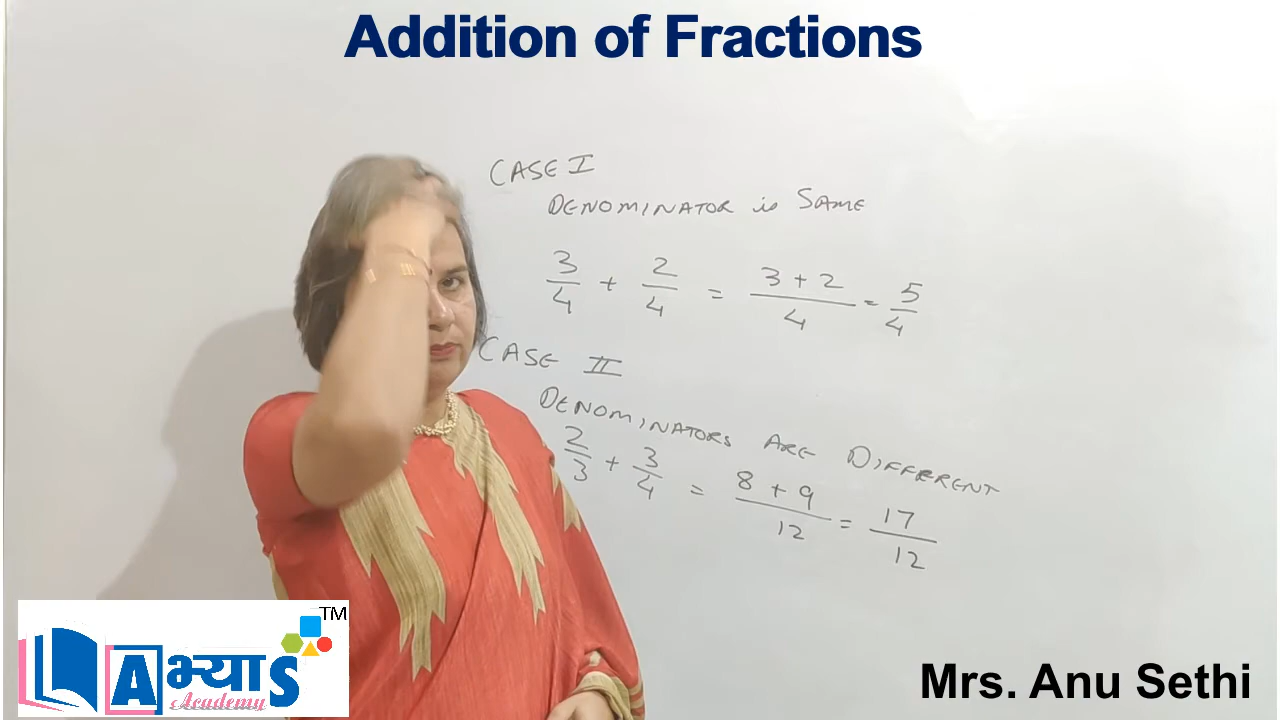 Addition of Fractions
CASE I
DENOMINATOR is SAME
3/4 + 2/4 = 3 + 2/4 = 5/4
CASE II
DENOMINATORS ARE DIFFERENT
2/3 + 3/4 = 8 + 9/12 = 17/12
TM
Aभ्याS
Academy
Mrs. Anu Sethi